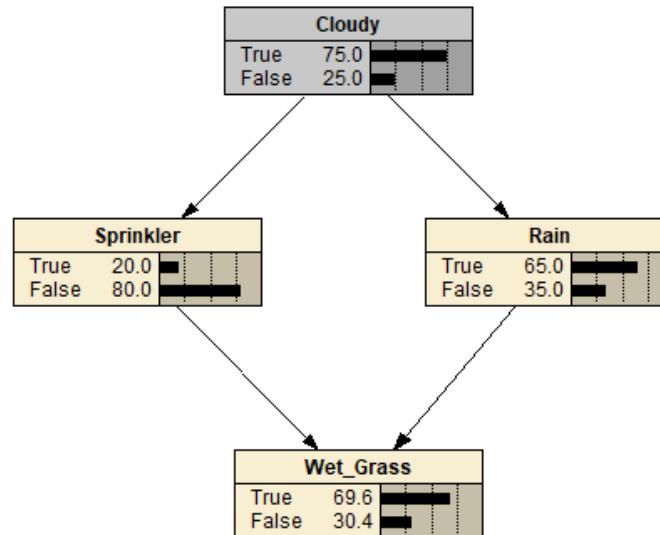 Cloudy
True 75.0
False 25.0
Sprinkler
True 20.0
False 80.0
Rain
True 65.0
False 35.0
Wet_Grass
True 69.6
False 30.4